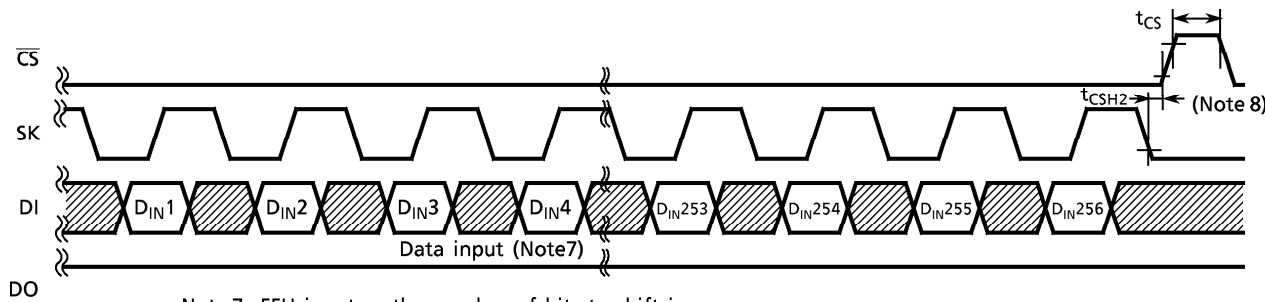 tCS
CS
tCSH2
(Note 8)
SK
DI
DIN1 DIN2 DIN3 DIN4 DIN253 DIN254 DIN255 DIN256
Data input (Note7)
DO